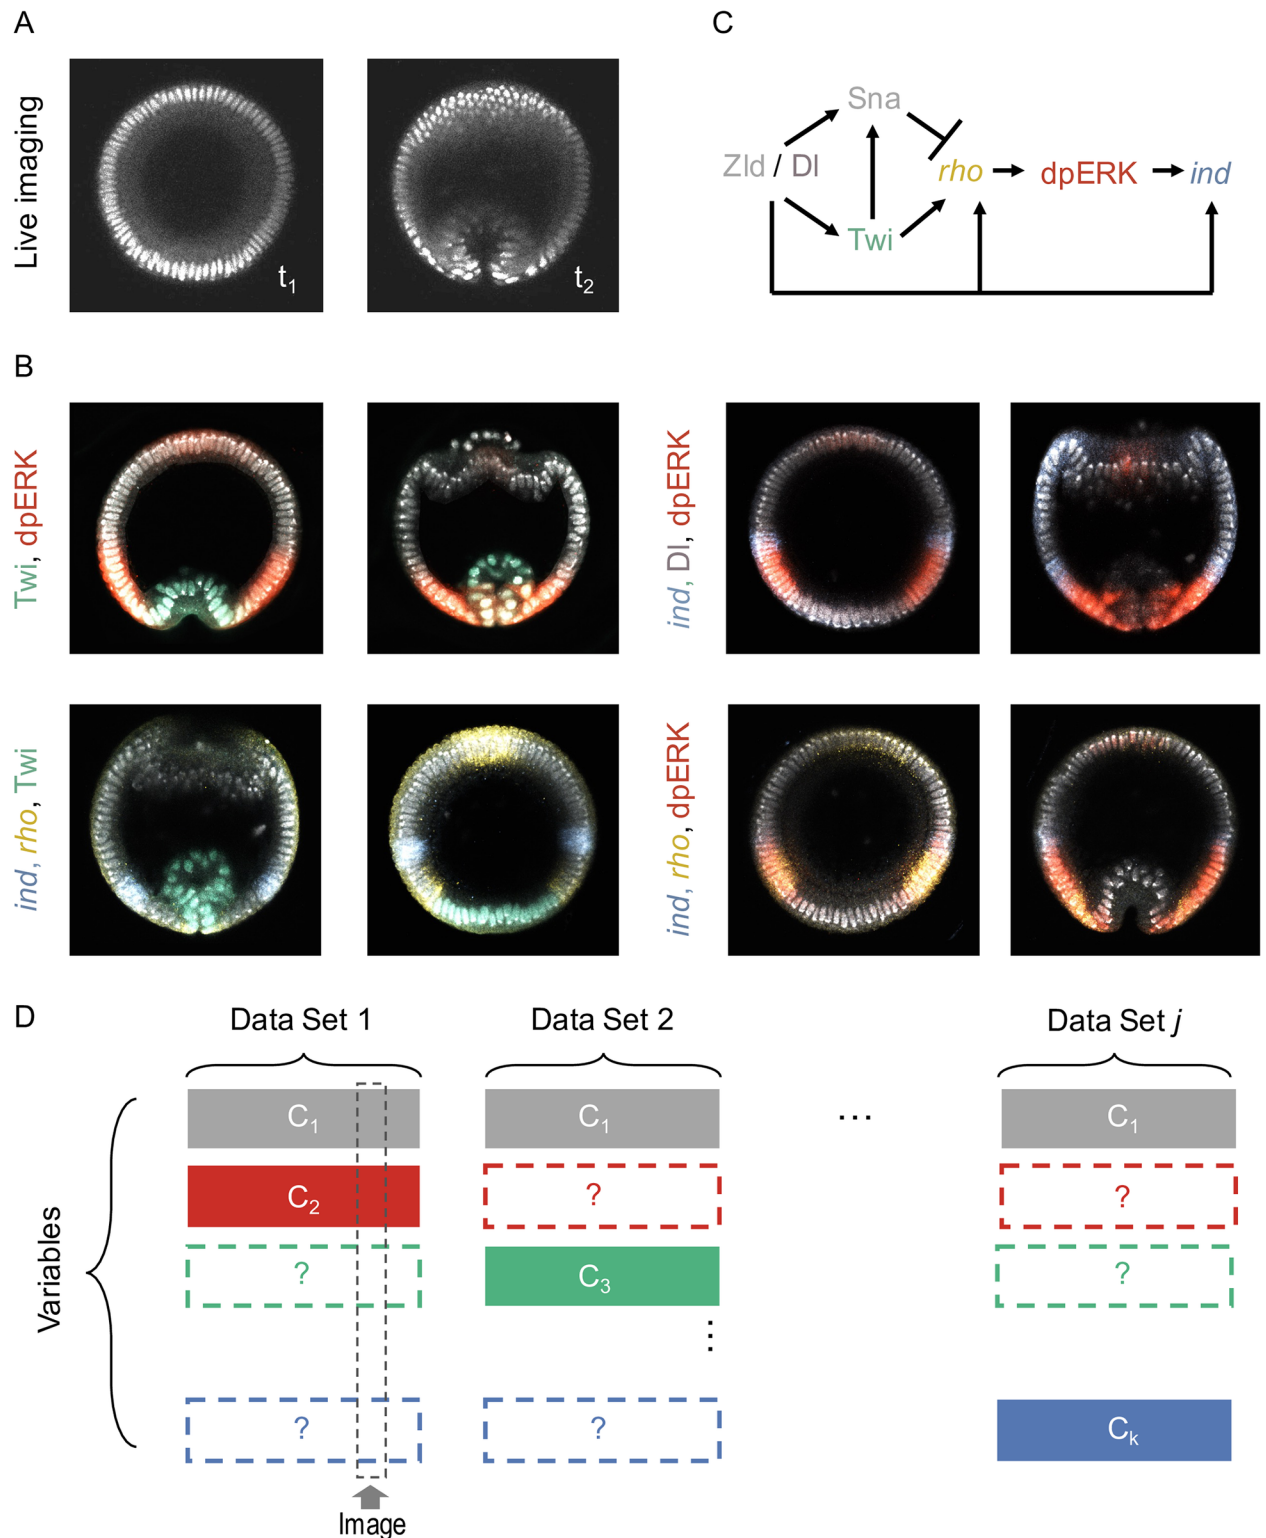 A
Live imaging
t1
t2
C
Sna
Zld / Dl
rho
dpERK
ind
Twi
B
Twi, dpERK
ind, Dl, dpERK
ind, rho, Twi
ind, rho, dpERK
D
Data Set 1
Data Set 2
Data Set j
...
Variables
C1
C1
C1
C2
?
?
?
C3
?
⋮
?
?
Ck
Image